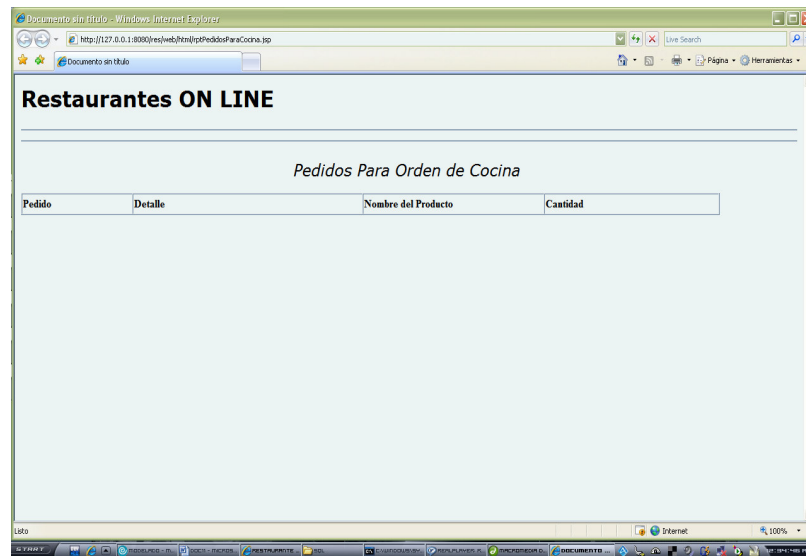 Documento sin título - Windows Internet Explorer
http://127.0.0.1:8080/res/web/html/rptPedidosParaCocina.jsp
Live Search
Documento sin título
Página
Herramientas
Restaurantes ON LINE
Pedidos Para Orden de Cocina
Pedido Detalle Nombre del Producto Cantidad
Listo
Internet
100%
START
SQL
DOCUMENTO ...